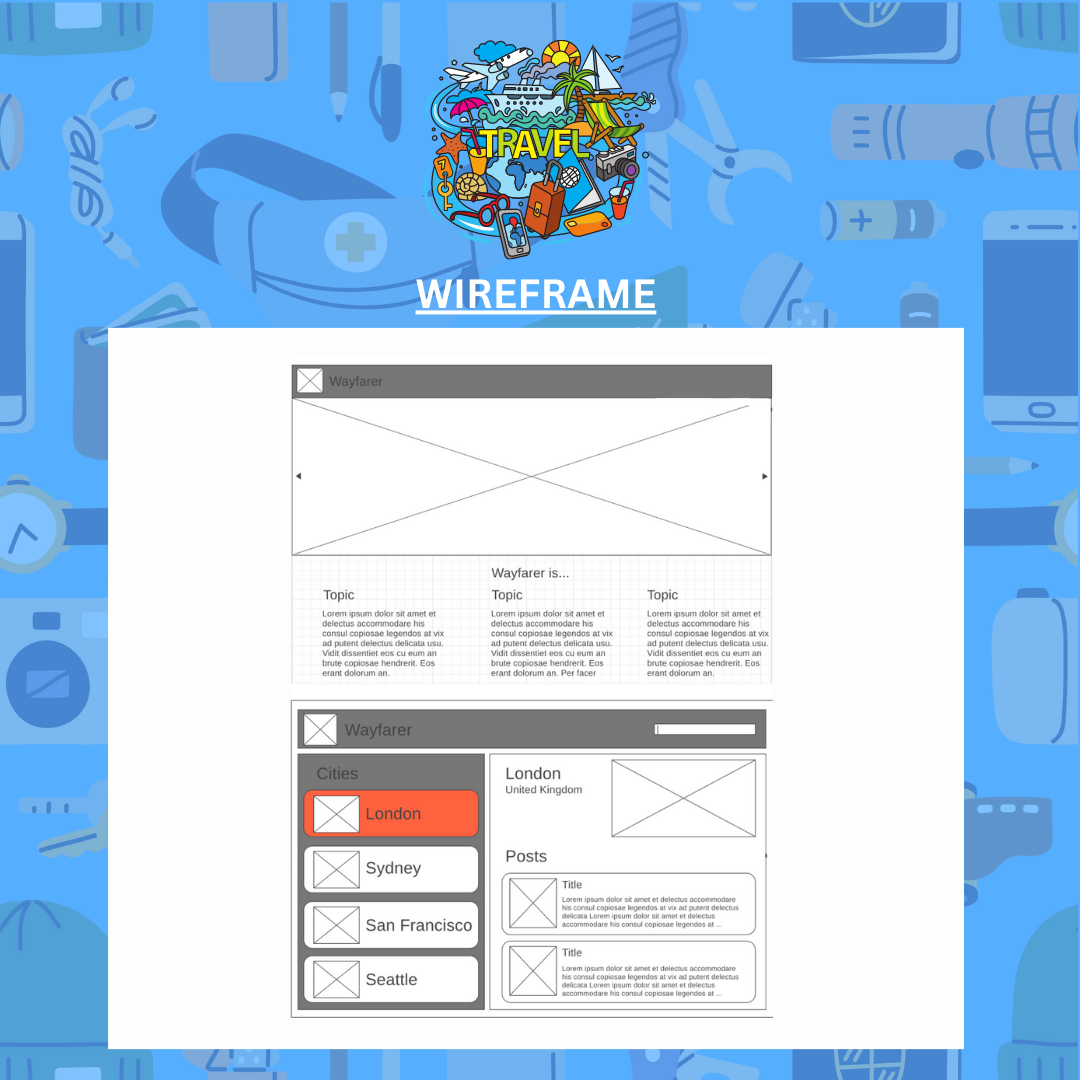 TRAVEL
WIREFRAME
Wayfarer
Wayfarer is...
Topic
Lorem ipsum dolor sit amet et
delectus accommodare his
consul copiosae legendos at vix
ad putent delectus delicata usu.
Vidit dissentiet eos cu eum an
brute copiosae hendrerit. Eos
erant dolorum an.
Topic
Lorem ipsum dolor sit amet et
delectus accommodare his
consul copiosae legendos at vix
ad putent delectus delicata usu.
Vidit dissentiet eos cu eum an
brute copiosae hendrerit. Eos
erant dolorum an. Per facer
Topic
Lorem ipsum dolor sit amet et
delectus accommodare his
consul copiosae legendos at vix
ad putent delectus delicata usu.
Vidit dissentiet eos cu eum an
brute copiosae hendrerit. Eos
erant dolorum an.
Wayfarer
Cities
London
Sydney
San Francisco
Seattle
London
United Kingdom
Posts
Title
Lorem ipsum dolor sit amet et delectus accommodare
his consul copiosae legendos at vix ad putent delectus
delicata Lorem ipsum dolor sit amet et delectus
accommodare his consul copiosae legendos at ...
Title
Lorem ipsum dolor sit amet et delectus accommodare
his consul copiosae legendos at vix ad putent delectus
delicata Lorem ipsum dolor sit amet et delectus
accommodare his consul copiosae legendos at ...